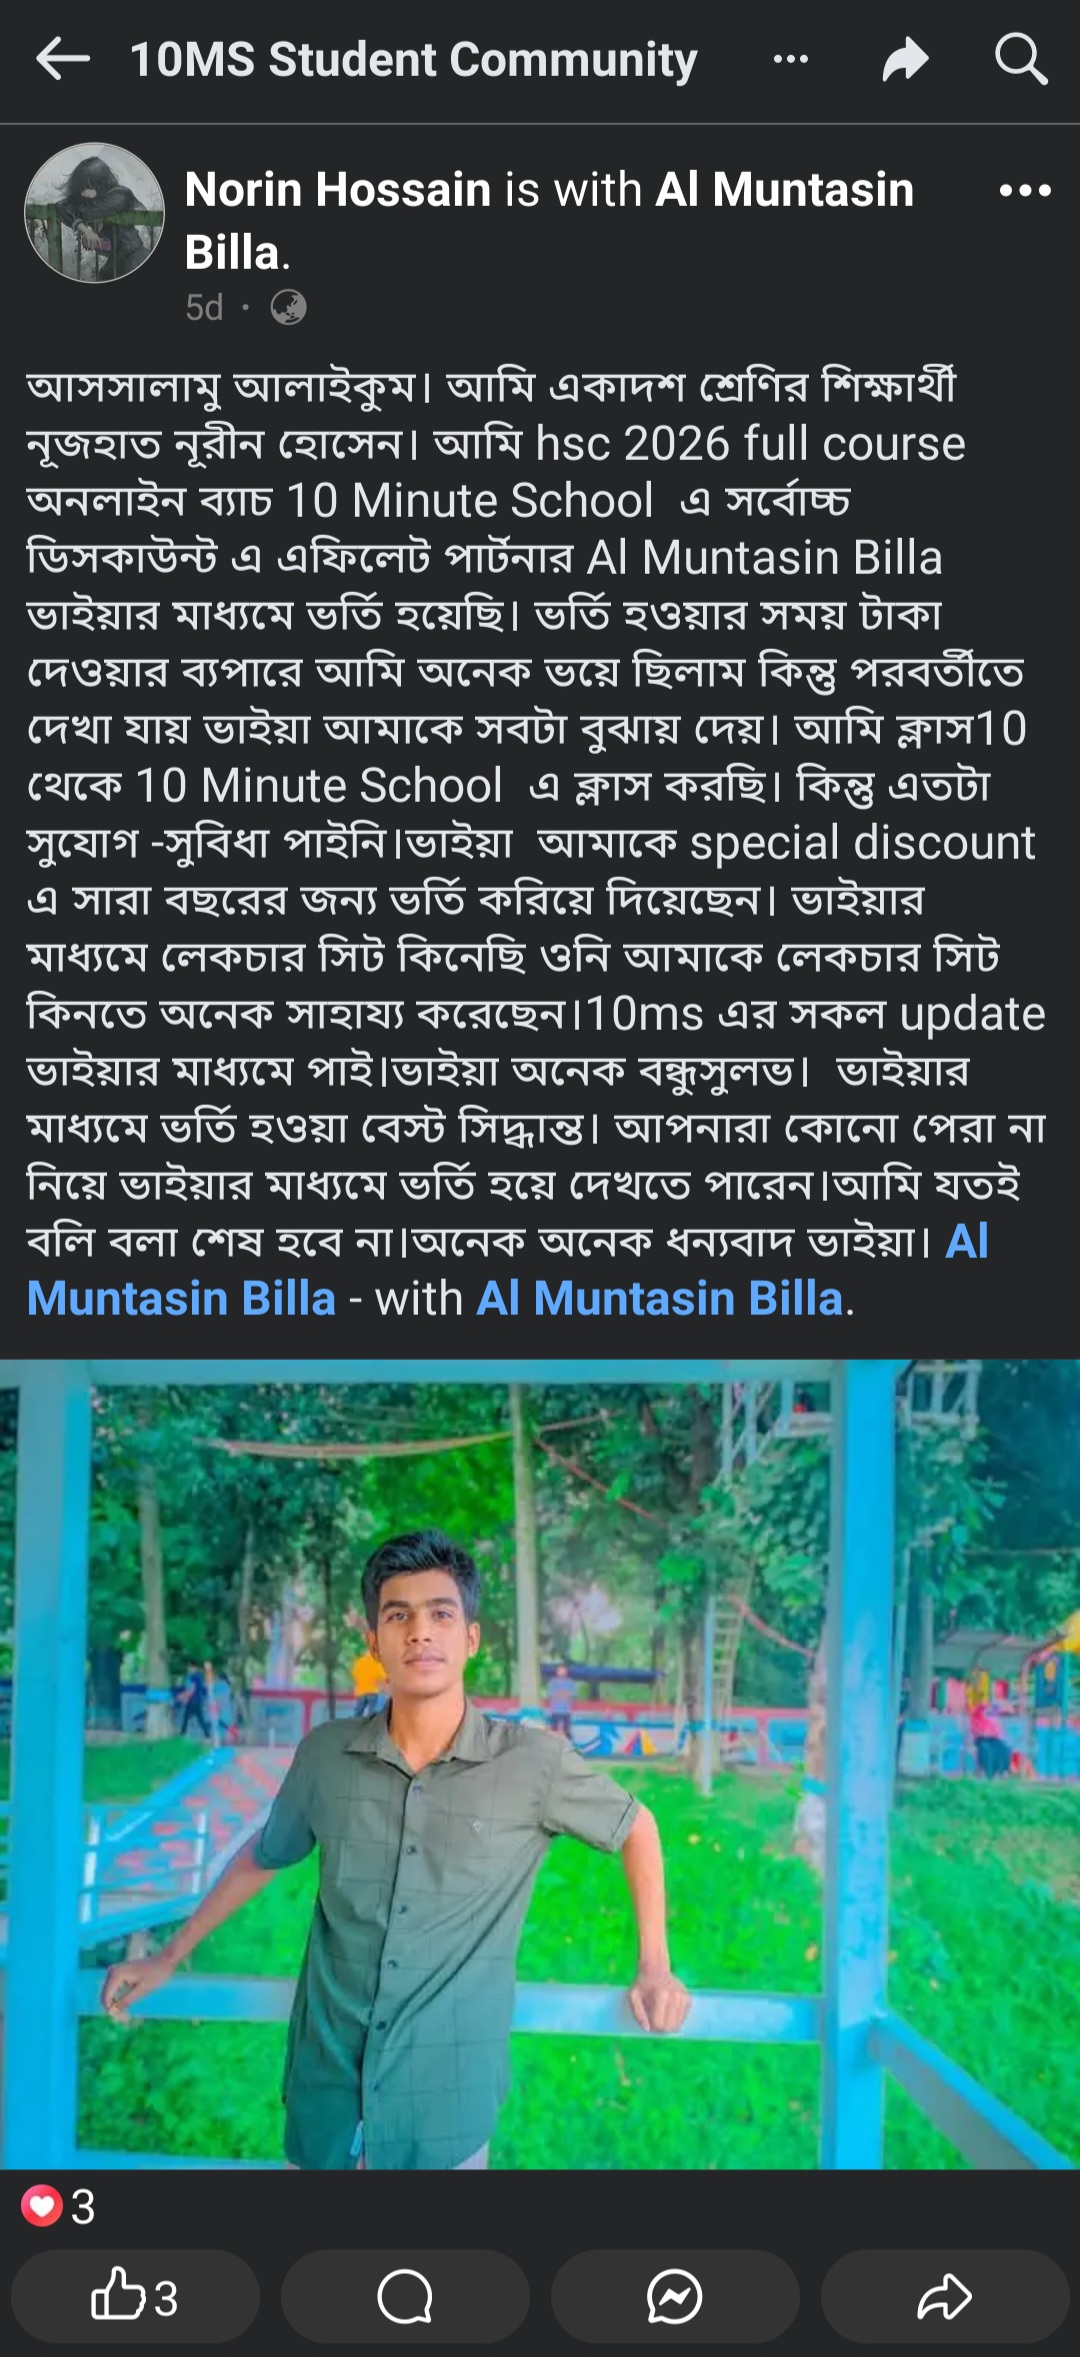 10MS Student Community
Norin Hossain is with Al Muntasin
Billa.
5d
আসসালামু আলাইকুম। আমি একাদশ শ্রেণির শিক্ষার্থী
নূজহাত নূরীন হোসেন। আমি hsc 2026 full course
অনলাইন ব্যাচ 10 Minute School এ সর্বোচ্চ
ডিসকাউন্ট এ এফিলেট পার্টনার Al Muntasin Billa
ভাইয়ার মাধ্যমে ভর্তি হয়েছি। ভর্তি হওয়ার সময় টাকা
দেওয়ার ব্যপারে আমি অনেক ভয়ে ছিলাম কিন্তু পরবর্তীতে
দেখা যায় ভাইয়া আমাকে সবটা বুঝায় দেয়। আমি ক্লাস10
থেকে 10 Minute School এ ক্লাস করছি। কিন্তু এতটা
সুযোগ -সুবিধা পাইনি।ভাইয়া আমাকে special discount
এ সারা বছরের জন্য ভর্তি করিয়ে দিয়েছেন। ভাইয়ার
মাধ্যমে লেকচার সিট কিনেছি ওনি আমাকে লেকচার সিট
কিনতে অনেক সাহায্য করেছেন।10ms এর সকল update
ভাইয়ার মাধ্যমে পাই।ভাইয়া অনেক বন্ধুসুলভ। ভাইয়ার
মাধ্যমে ভর্তি হওয়া বেস্ট সিদ্ধান্ত। আপনারা কোনো পেরা না
নিয়ে ভাইয়ার মাধ্যমে ভর্তি হয়ে দেখতে পারেন।আমি যতই
বলি বলা শেষ হবে না।অনেক অনেক ধন্যবাদ ভাইয়া। Al
Muntasin Billa - with Al Muntasin Billa.
3
3